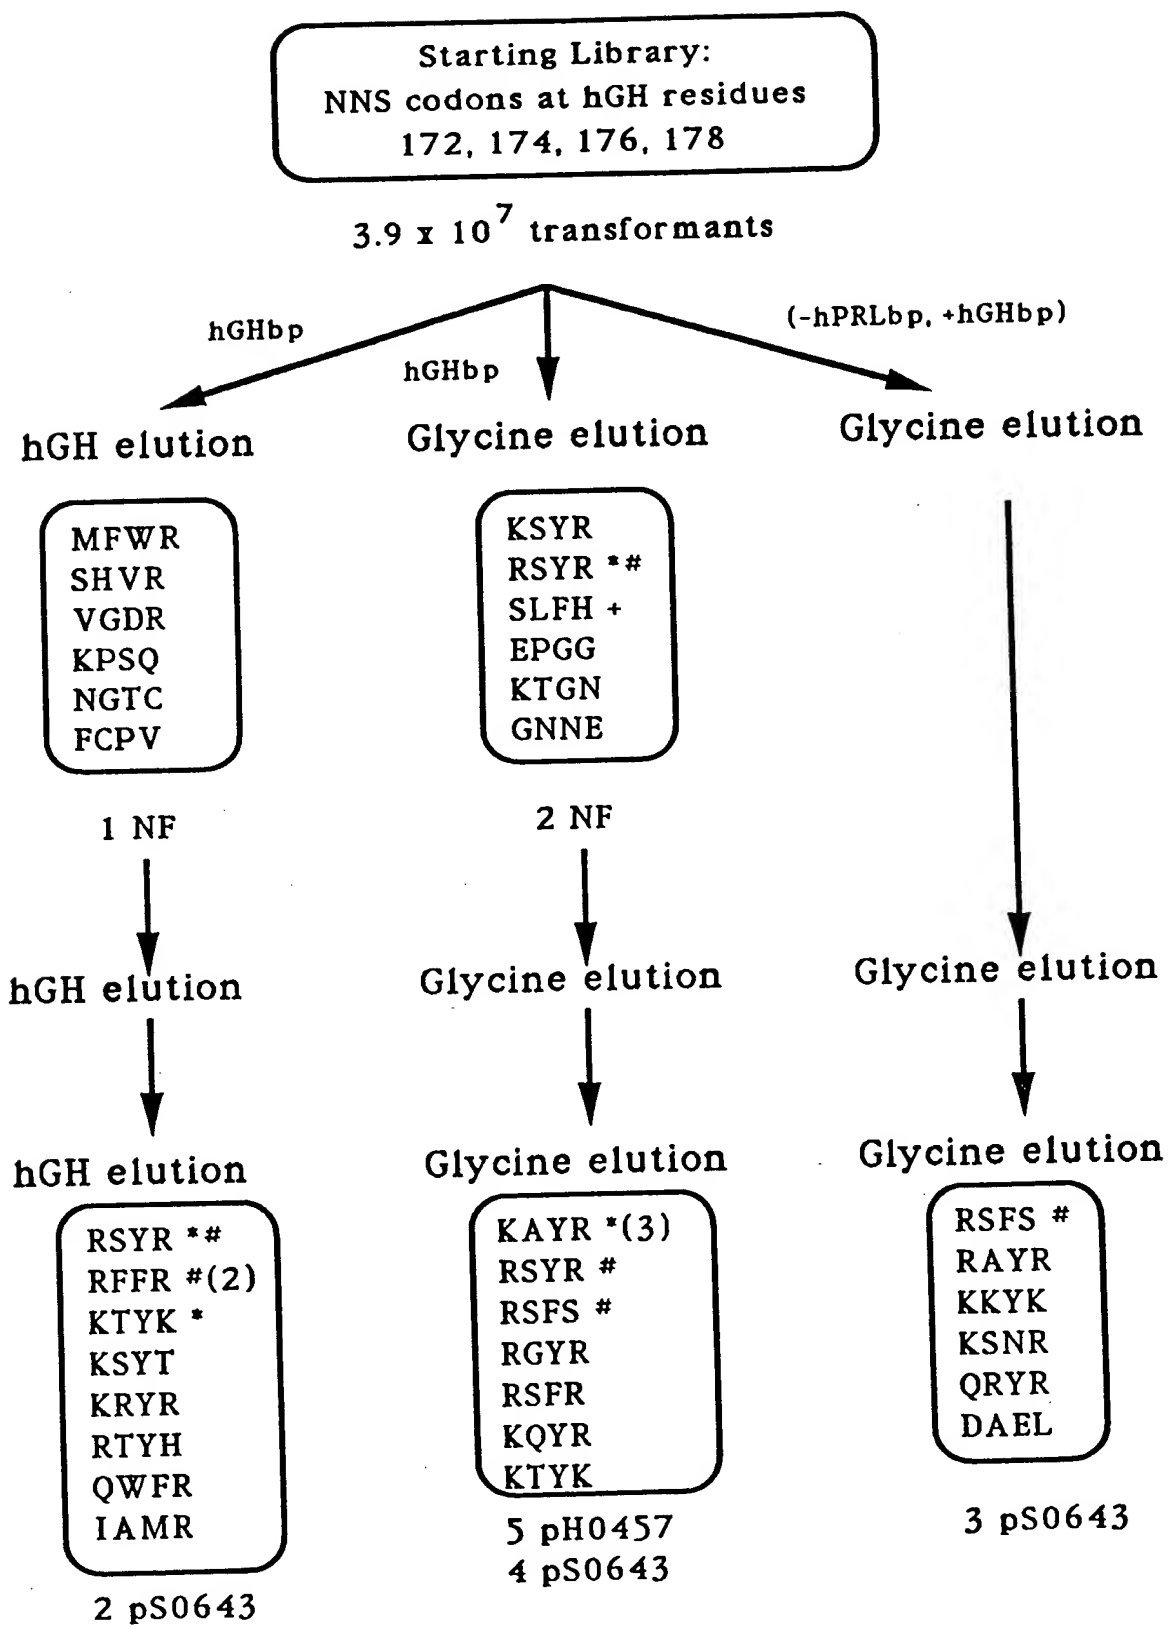 Starting Library:
NNS codons at hGH residues
172, 174, 176, 178
3.9 x 10^7 transformants
hGHbp
hGHbp
(-hPRLbp, +hGHbp)
hGH elution
Glycine elution
Glycine elution
MFWR
SHVR
VGDR
KPSQ
NGTC
FCPV
1 NF
KSYR
RSYR *#
SLFH +
EPGG
KTGN
GNNE
2 NF
hGH elution
Glycine elution
Glycine elution
hGH elution
Glycine elution
Glycine elution
RSYR *#
RFFR #(2)
KTYK *
KSYT
KRYR
RTYH
QWFR
IAMR
2 pS0643
KAYR *(3)
RSYR #
RSFS #
RGYR
RSFR
KQYR
KTYK
5 pH0457
4 pS0643
RSFS #
RAYR
KKYK
KSNR
QRYR
DAEL
3 pS0643